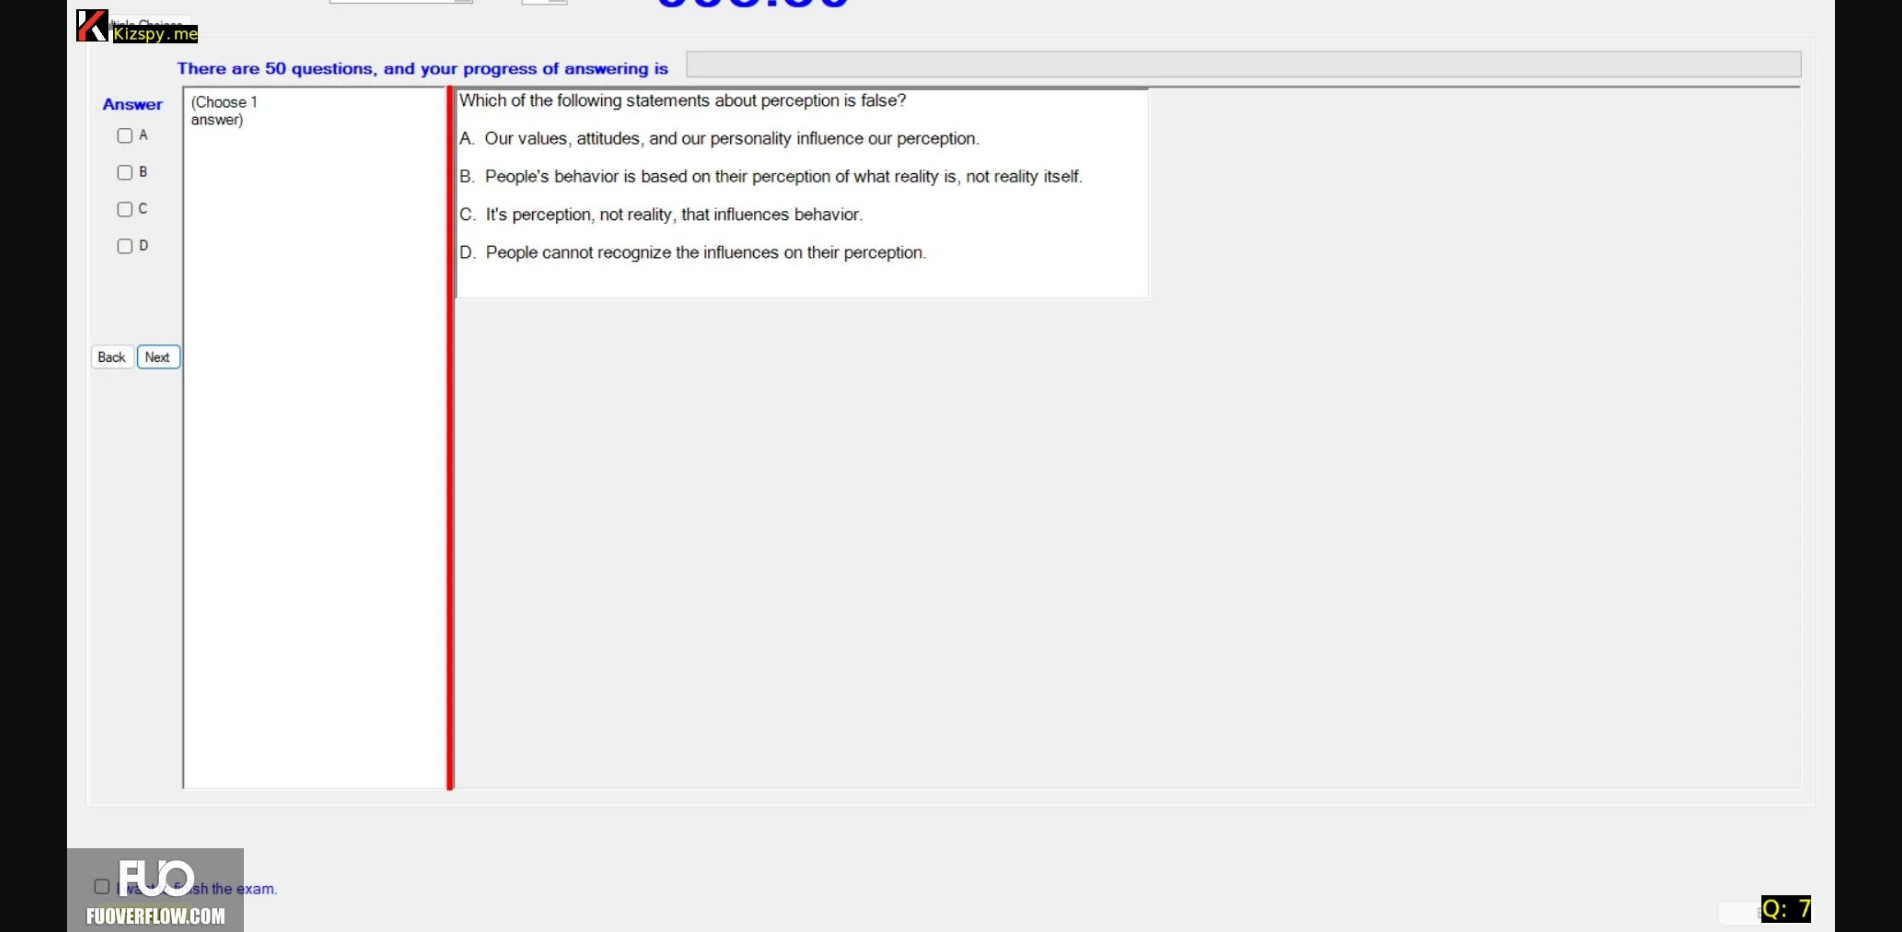 Kizspy.me
There are 50 questions, and your progress of answering is
Answer
(Choose 1
answer)
A
B
C
D
Back
Next
Which of the following statements about perception is false?
A. Our values, attitudes, and our personality influence our perception.
B. People's behavior is based on their perception of what reality is, not reality itself.
C. It's perception, not reality, that influences behavior.
D. People cannot recognize the influences on their perception.
FUO
the exam.
FUOVERFLOW.COM
Q: 7